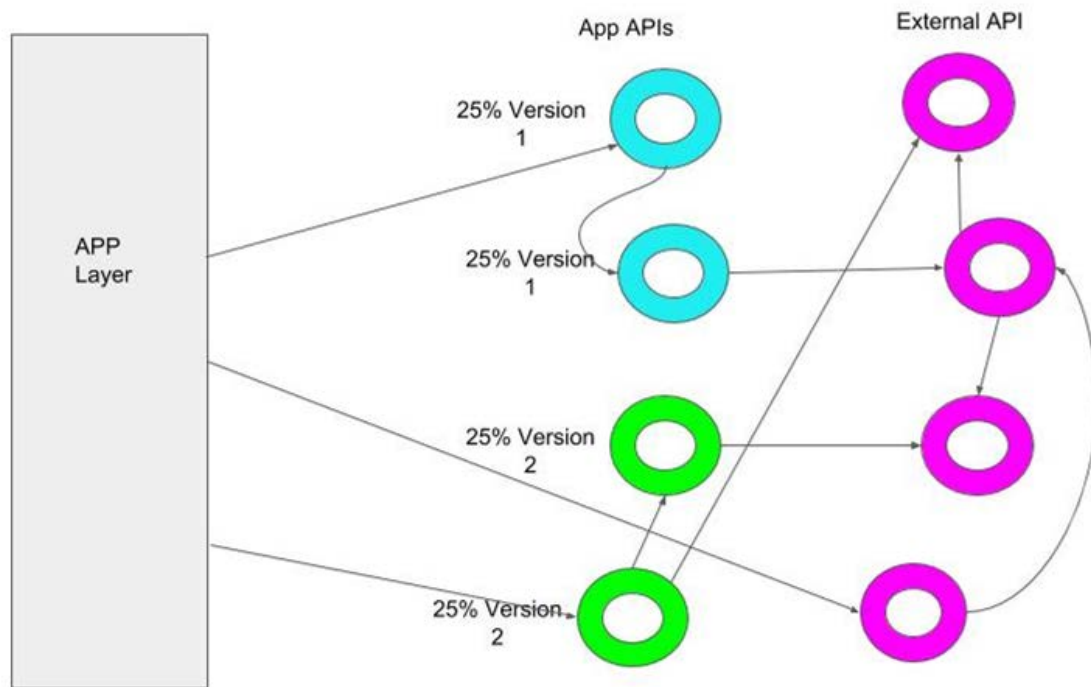 App APIs
External API
25% Version
1
APP
Layer
25% Version
1
25% Version
2
25% Version
2